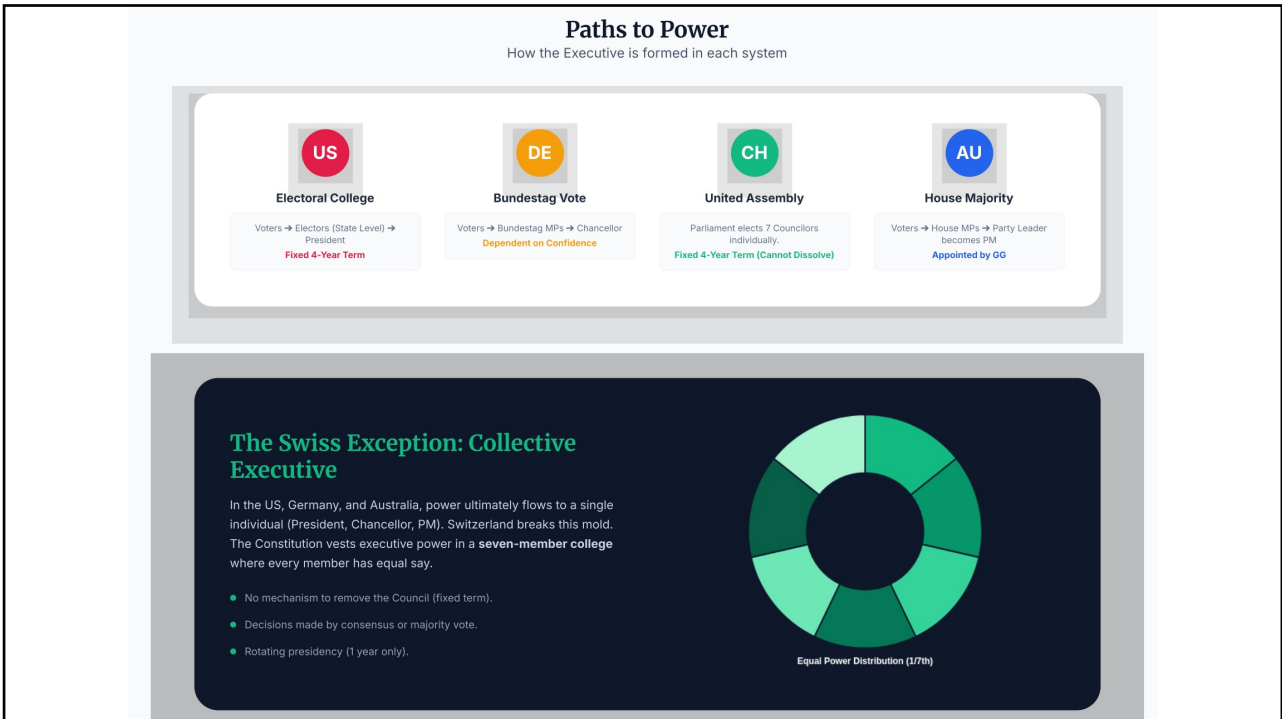 Paths to Power
How the Executive is formed in each system
US
Electoral College
Voters ➔ Electors (State Level) ➔
President
Fixed 4-Year Term
DE
Bundestag Vote
Voters ➔ Bundestag MPs ➔ Chancellor
Dependent on Confidence
CH
United Assembly
Parliament elects 7 Councilors
individually.
Fixed 4-Year Term (Cannot Dissolve)
AU
House Majority
Voters ➔ House MPs ➔ Party Leader
becomes PM
Appointed by GG
The Swiss Exception: Collective
Executive
In the US, Germany, and Australia, power ultimately flows to a single
individual (President, Chancellor, PM). Switzerland breaks this mold.
The Constitution vests executive power in a seven-member college
where every member has equal say.
No mechanism to remove the Council (fixed term).
Decisions made by consensus or majority vote.
Rotating presidency (1 year only).
Equal Power Distribution (1/7th)